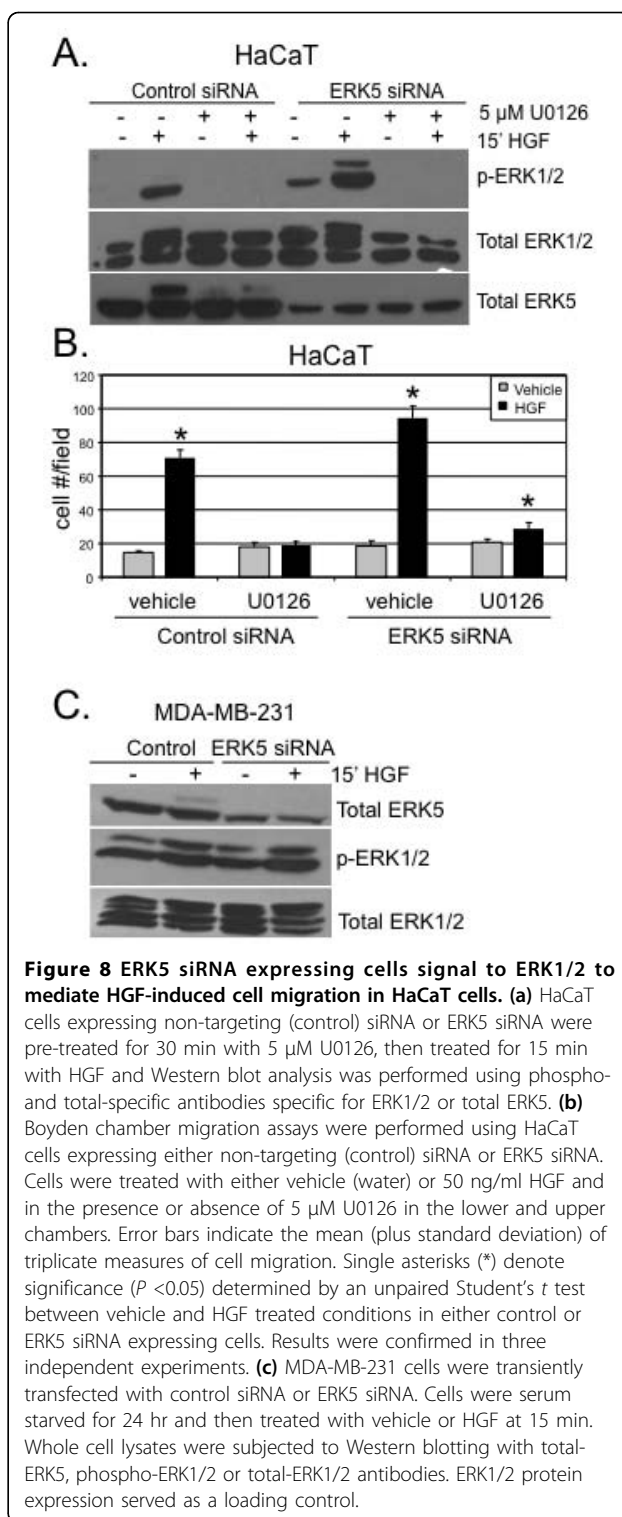 A.
HaCaT
Control siRNA ERK5 siRNA
- - + + - - + + 5 µM U0126
- + - + - + - + 15' HGF
p-ERK1/2
Total ERK1/2
Total ERK5
B.
HaCaT
120
100
80
60
40
20
0
cell #/field
Vehicle
HGF
* * *
vehicle U0126 vehicle U0126
Control siRNA ERK5 siRNA
C.
MDA-MB-231
Control ERK5 siRNA
- + - + 15' HGF
Total ERK5
p-ERK1/2
Total ERK1/2
Figure 8 ERK5 siRNA expressing cells signal to ERK1/2 to
mediate HGF-induced cell migration in HaCaT cells. (a) HaCaT
cells expressing non-targeting (control) siRNA or ERK5 siRNA were
pre-treated for 30 min with 5 µM U0126, then treated for 15 min
with HGF and Western blot analysis was performed using phospho-
and total-specific antibodies specific for ERK1/2 or total ERK5. (b)
Boyden chamber migration assays were performed using HaCaT
cells expressing either non-targeting (control) siRNA or ERK5 siRNA.
Cells were treated with either vehicle (water) or 50 ng/ml HGF and
in the presence or absence of 5 µM U0126 in the lower and upper
chambers. Error bars indicate the mean (plus standard deviation) of
triplicate measures of cell migration. Single asterisks (*) denote
significance (P <0.05) determined by an unpaired Student's t test
between vehicle and HGF treated conditions in either control or
ERK5 siRNA expressing cells. Results were confirmed in three
independent experiments. (c) MDA-MB-231 cells were transiently
transfected with control siRNA or ERK5 siRNA. Cells were serum
starved for 24 hr and then treated with vehicle or HGF at 15 min.
Whole cell lysates were subjected to Western blotting with total-
ERK5, phospho-ERK1/2 or total-ERK1/2 antibodies. ERK1/2 protein
expression served as a loading control.